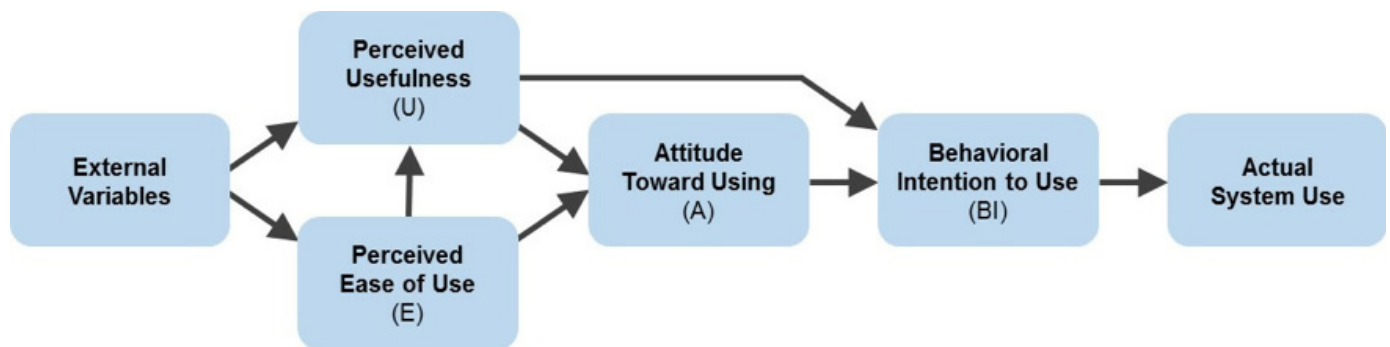 External
Variables
Perceived
Usefulness
(U)
Perceived
Ease of Use
(E)
Attitude
Toward Using
(A)
Behavioral
Intention to Use
(BI)
Actual
System Use